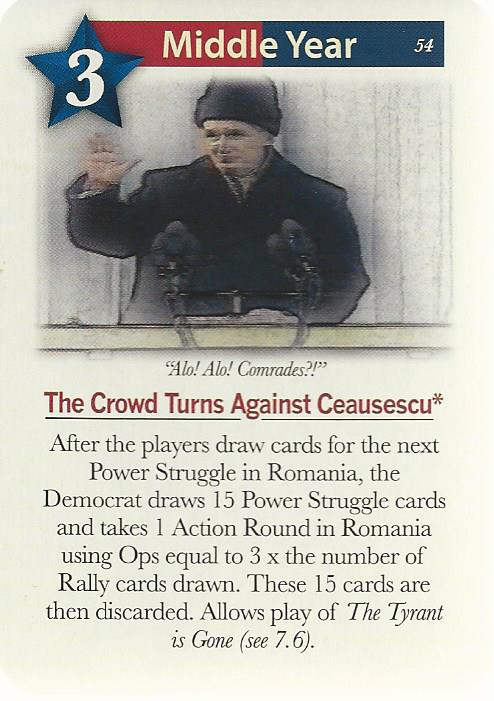 3
Middle Year
54
"Alo! Alo! Comrades?!"
The Crowd Turns Against Ceausescu*
After the players draw cards for the next
Power Struggle in Romania, the
Democrat draws 15 Power Struggle cards
and takes 1 Action Round in Romania
using Ops equal to 3 x the number of
Rally cards drawn. These 15 cards are
then discarded. Allows play of The Tyrant
is Gone (see 7.6).